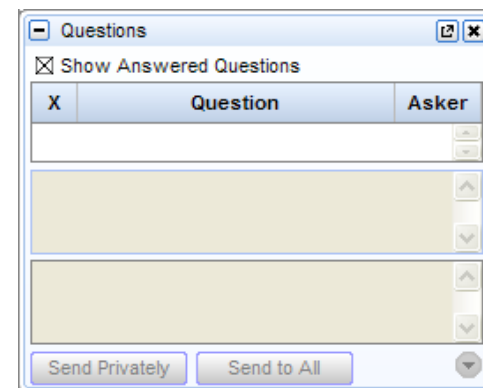 Questions
Show Answered Questions
X Question Asker
Send Privately Send to All